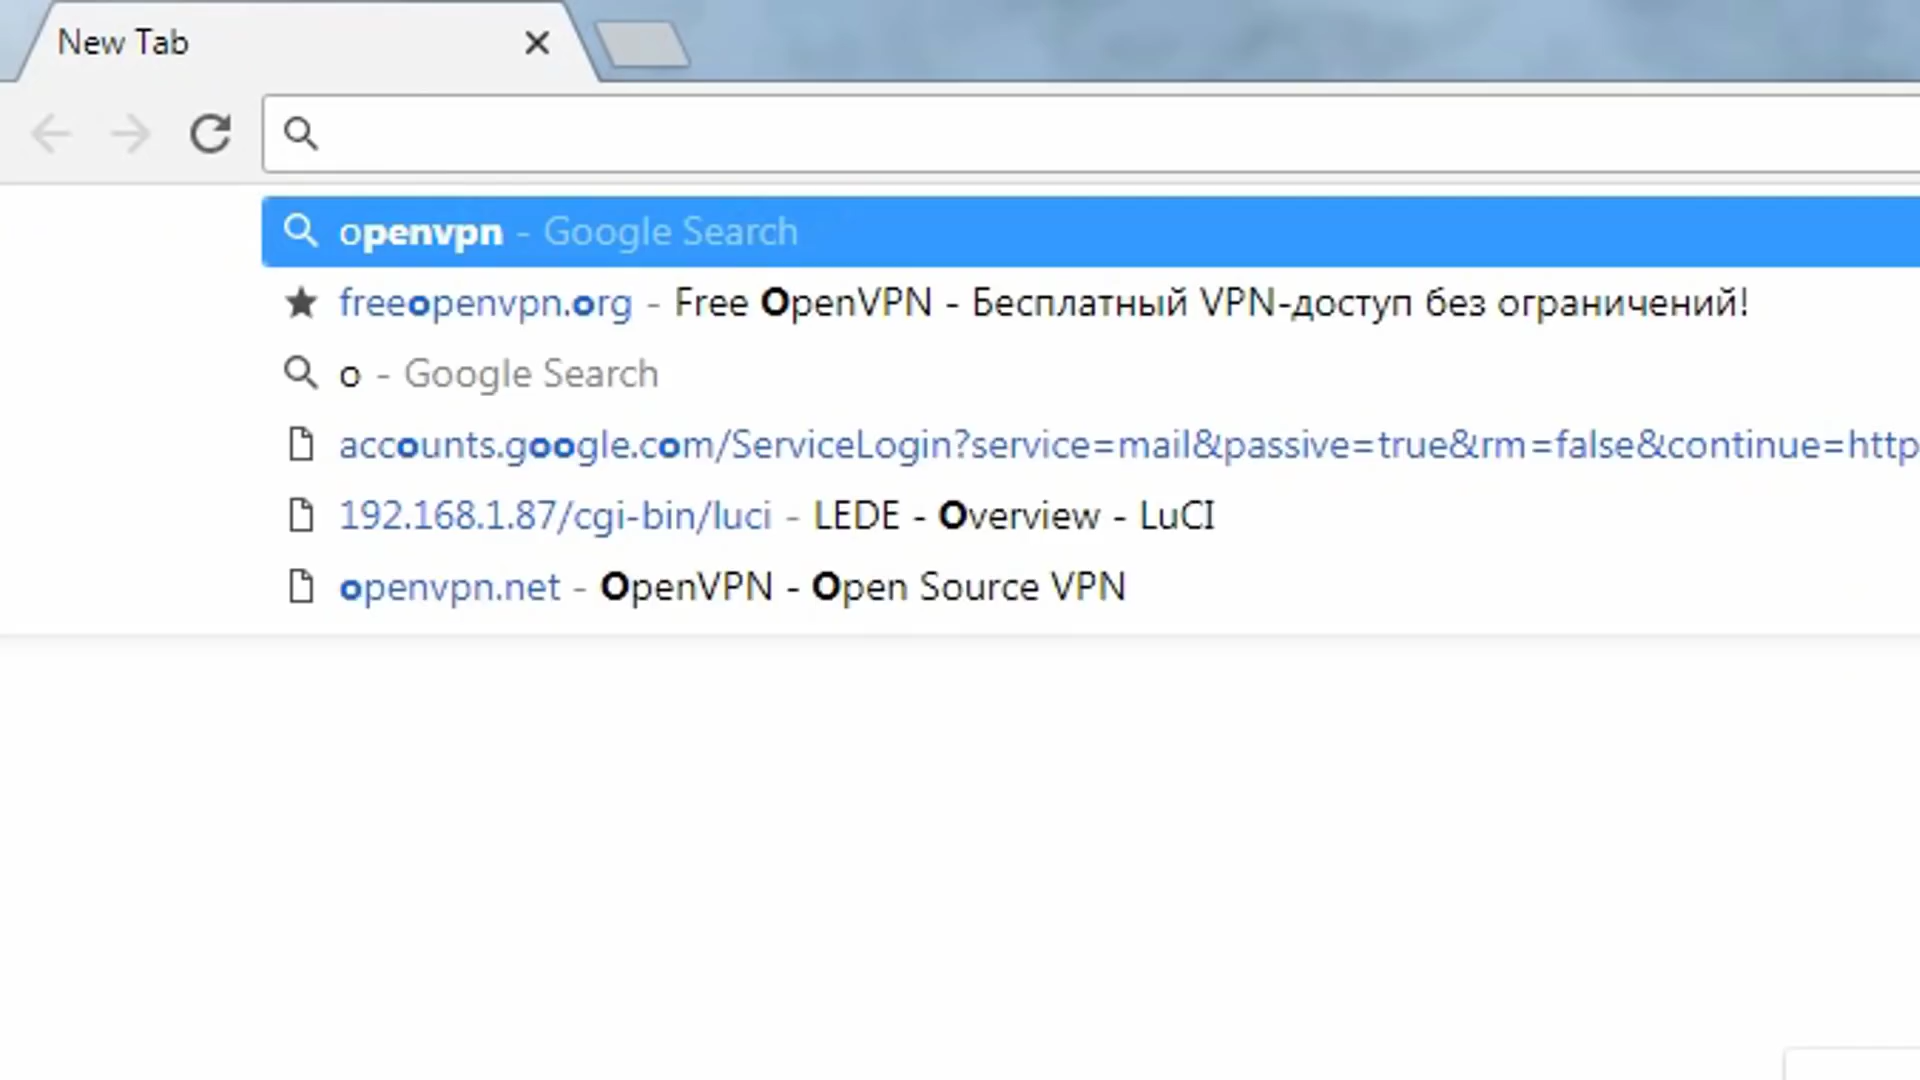 New Tab
openvpn - Google Search
freeopenvpn.org - Free OpenVPN - Бесплатный VPN-доступ без ограничений!
o - Google Search
accounts.google.com/ServiceLogin?service=mail&passive=true&rm=false&continue=http
192.168.1.87/cgi-bin/luci - LEDE - Overview - LuCI
openvpn.net - OpenVPN - Open Source VPN